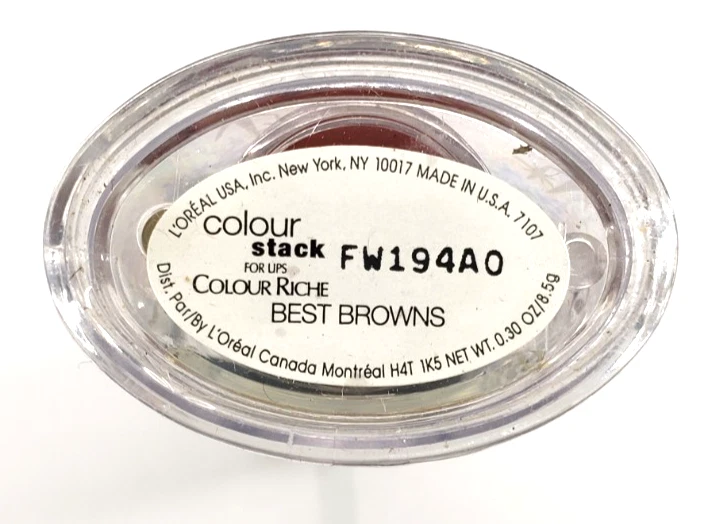 L'ORÉAL USA, Inc. New York, NY 10017 MADE IN U.S.A. 7107
colour
stack FW194A0
FOR LIPS
COLOUR RICHE
BEST BROWNS
Dist. Par/By L'Oréal Canada Montréal H4T 1K5 NET WT. 0.30 OZ/8.5g